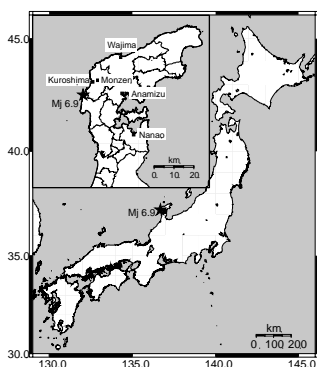 45.0
Wajima
Kuroshima
Monzen
Mj 6.9
Anamizu
40.0
Nanao
km
0. 10. 20.
Mj 6.9
35.0
km
0. 100 200
30.0
130.0 135.0 140.0 145.0